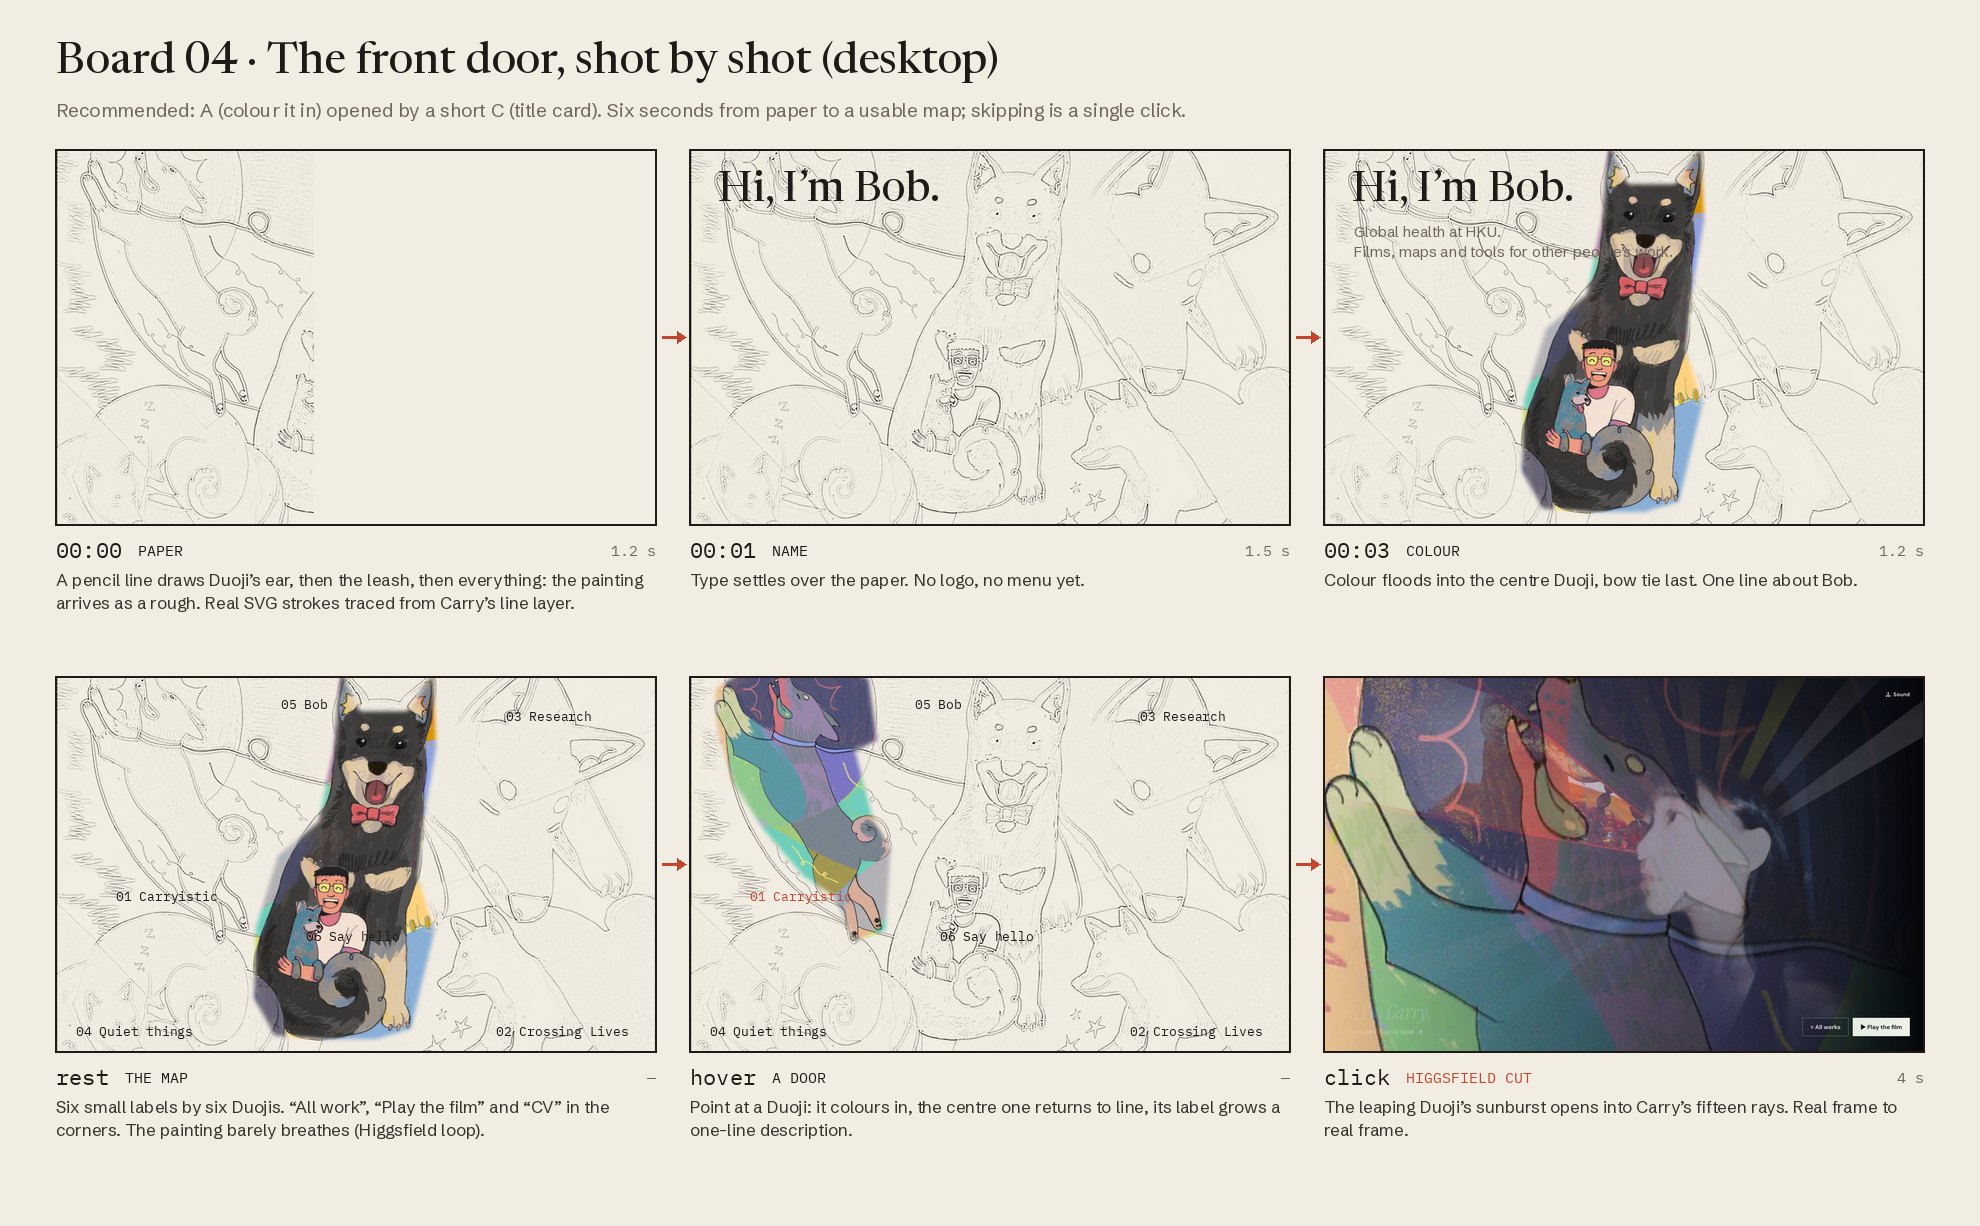 Board 04 · The front door, shot by shot (desktop)
Recommended: A (colour it in) opened by a short C (title card). Six seconds from paper to a usable map; skipping is a single click.
Hi, I’m Bob.
Hi, I’m Bob.
Global health at HKU.
Films, maps and tools for other people’s work.
00:00 PAPER 1.2 s
A pencil line draws Duoji’s ear, then the leash, then everything: the painting
arrives as a rough. Real SVG strokes traced from Carry’s line layer.
00:01 NAME 1.5 s
Type settles over the paper. No logo, no menu yet.
00:03 COLOUR 1.2 s
Colour floods into the centre Duoji, bow tie last. One line about Bob.
05 Bob
03 Research
01 Carryistic
06 Say hello
04 Quiet things
02 Crossing Lives
05 Bob
03 Research
01 Carryistic
06 Say hello
04 Quiet things
02 Crossing Lives
Sound
Carry.
All works
Play the film
rest THE MAP —
Six small labels by six Duojis. “All work”, “Play the film” and “CV” in the
corners. The painting barely breathes (Higgsfield loop).
hover A DOOR —
Point at a Duoji: it colours in, the centre one returns to line, its label grows a
one-line description.
click HIGGSFIELD CUT 4 s
The leaping Duoji’s sunburst opens into Carry’s fifteen rays. Real frame to
real frame.